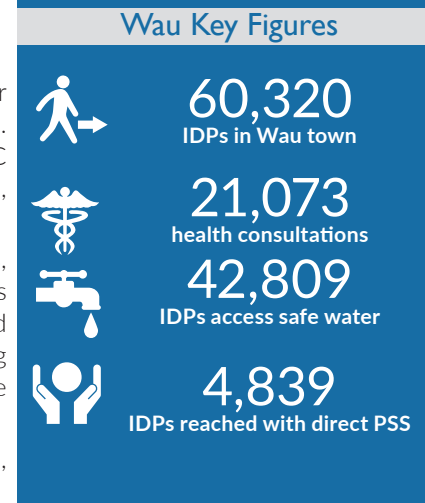 Wau Key Figures
60,320
IDPs in Wau town
21,073
health consultations
42,809
IDPs access safe water
4,839
IDPs reached with direct PSS